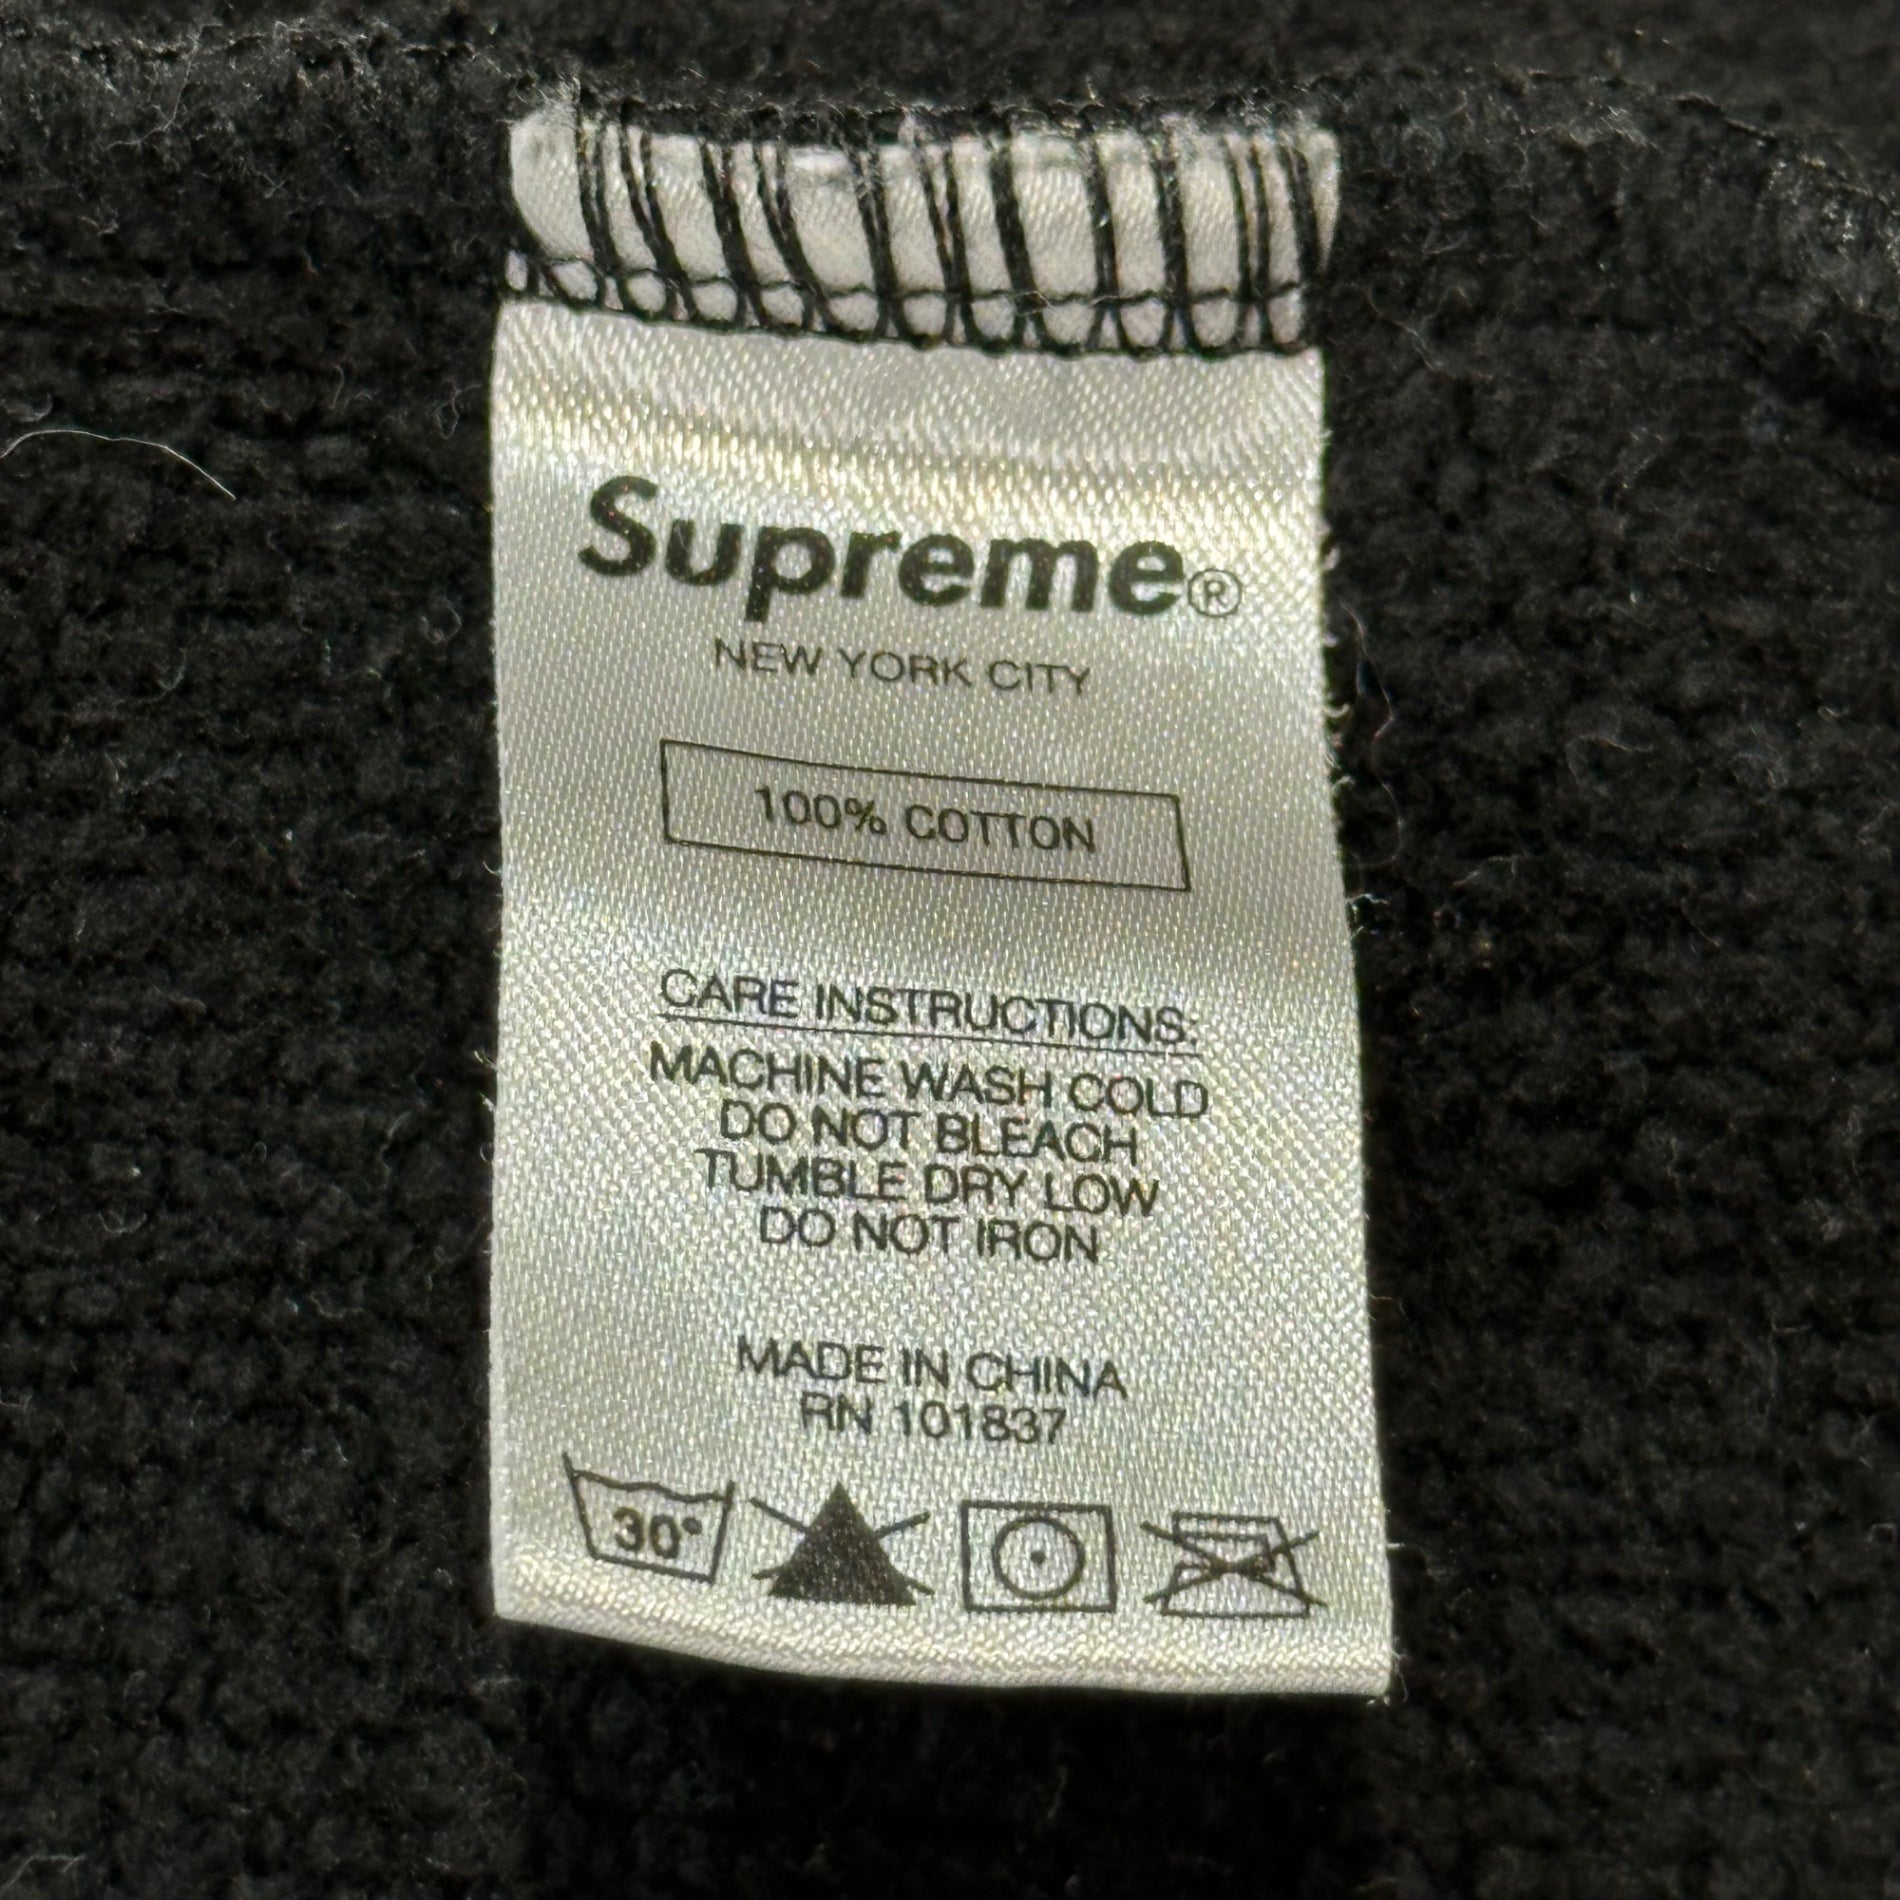 Supreme®
NEW YORK CITY
100% COTTON
CARE INSTRUCTIONS:
MACHINE WASH COLD
DO NOT BLEACH
TUMBLE DRY LOW
DO NOT IRON
MADE IN CHINA
RN 101837
30°